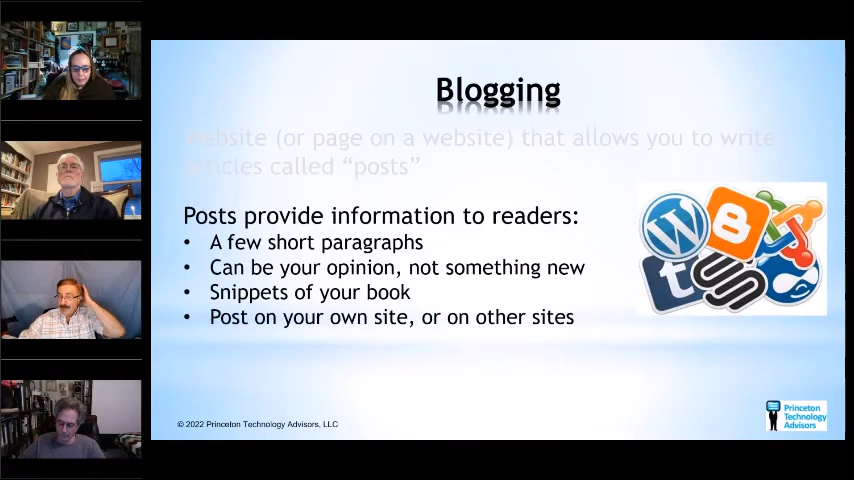 Blogging
Website (or page on a website) that allows you to write
articles called “posts”
Posts provide information to readers:
• A few short paragraphs
• Can be your opinion, not something new
• Snippets of your book
• Post on your own site, or on other sites
© 2022 Princeton Technology Advisors, LLC
Princeton
Technology
Advisors